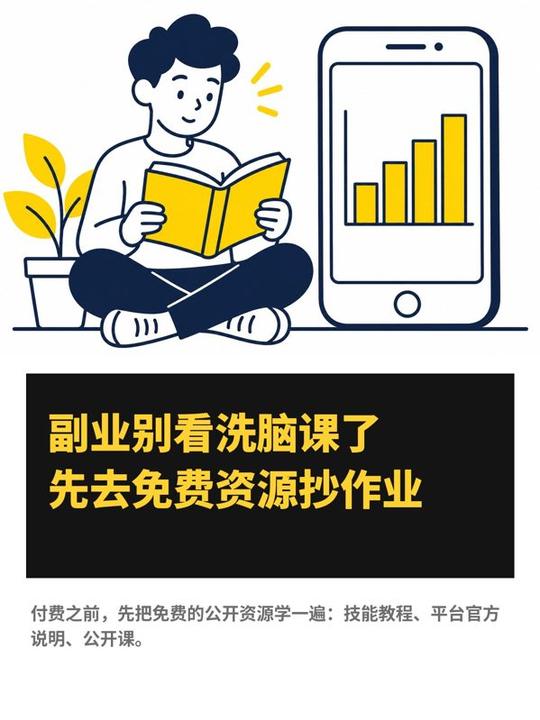 副业别看洗脑课了
先去免费资源抄作业
付费之前，先把免费的公开资源学一遍：技能教程、平台官方
说明、公开课。